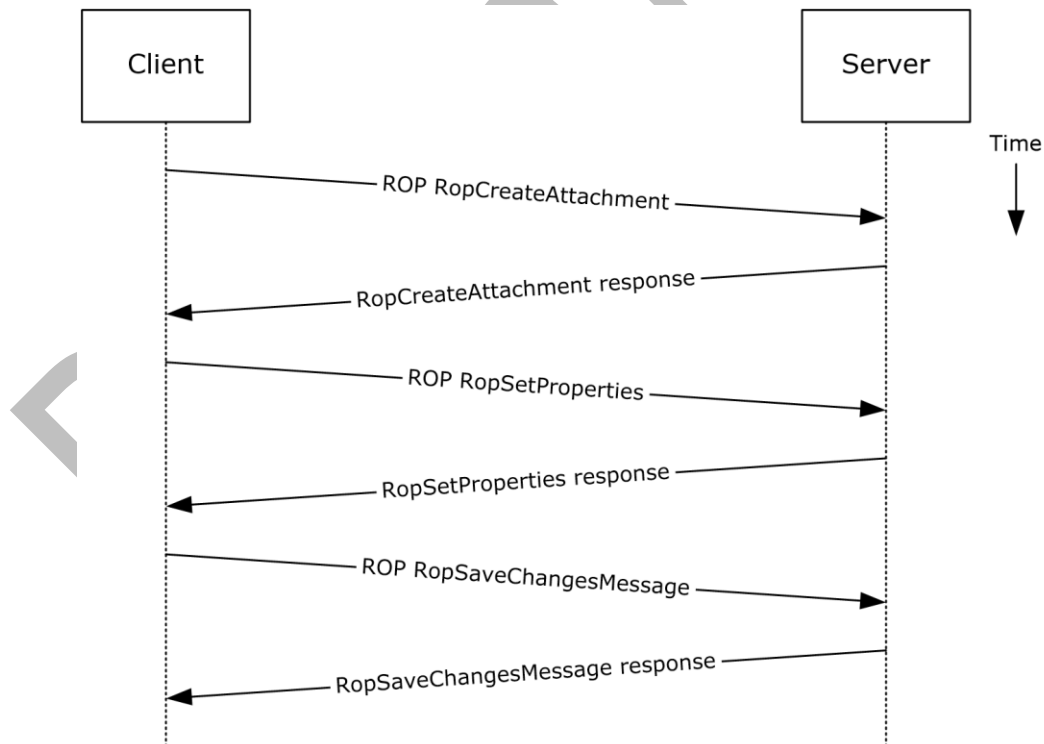 Client
Server
Time
ROP RopCreateAttachment
RopCreateAttachment response
ROP RopSetProperties
RopSetProperties response
ROP RopSaveChangesMessage
RopSaveChangesMessage response